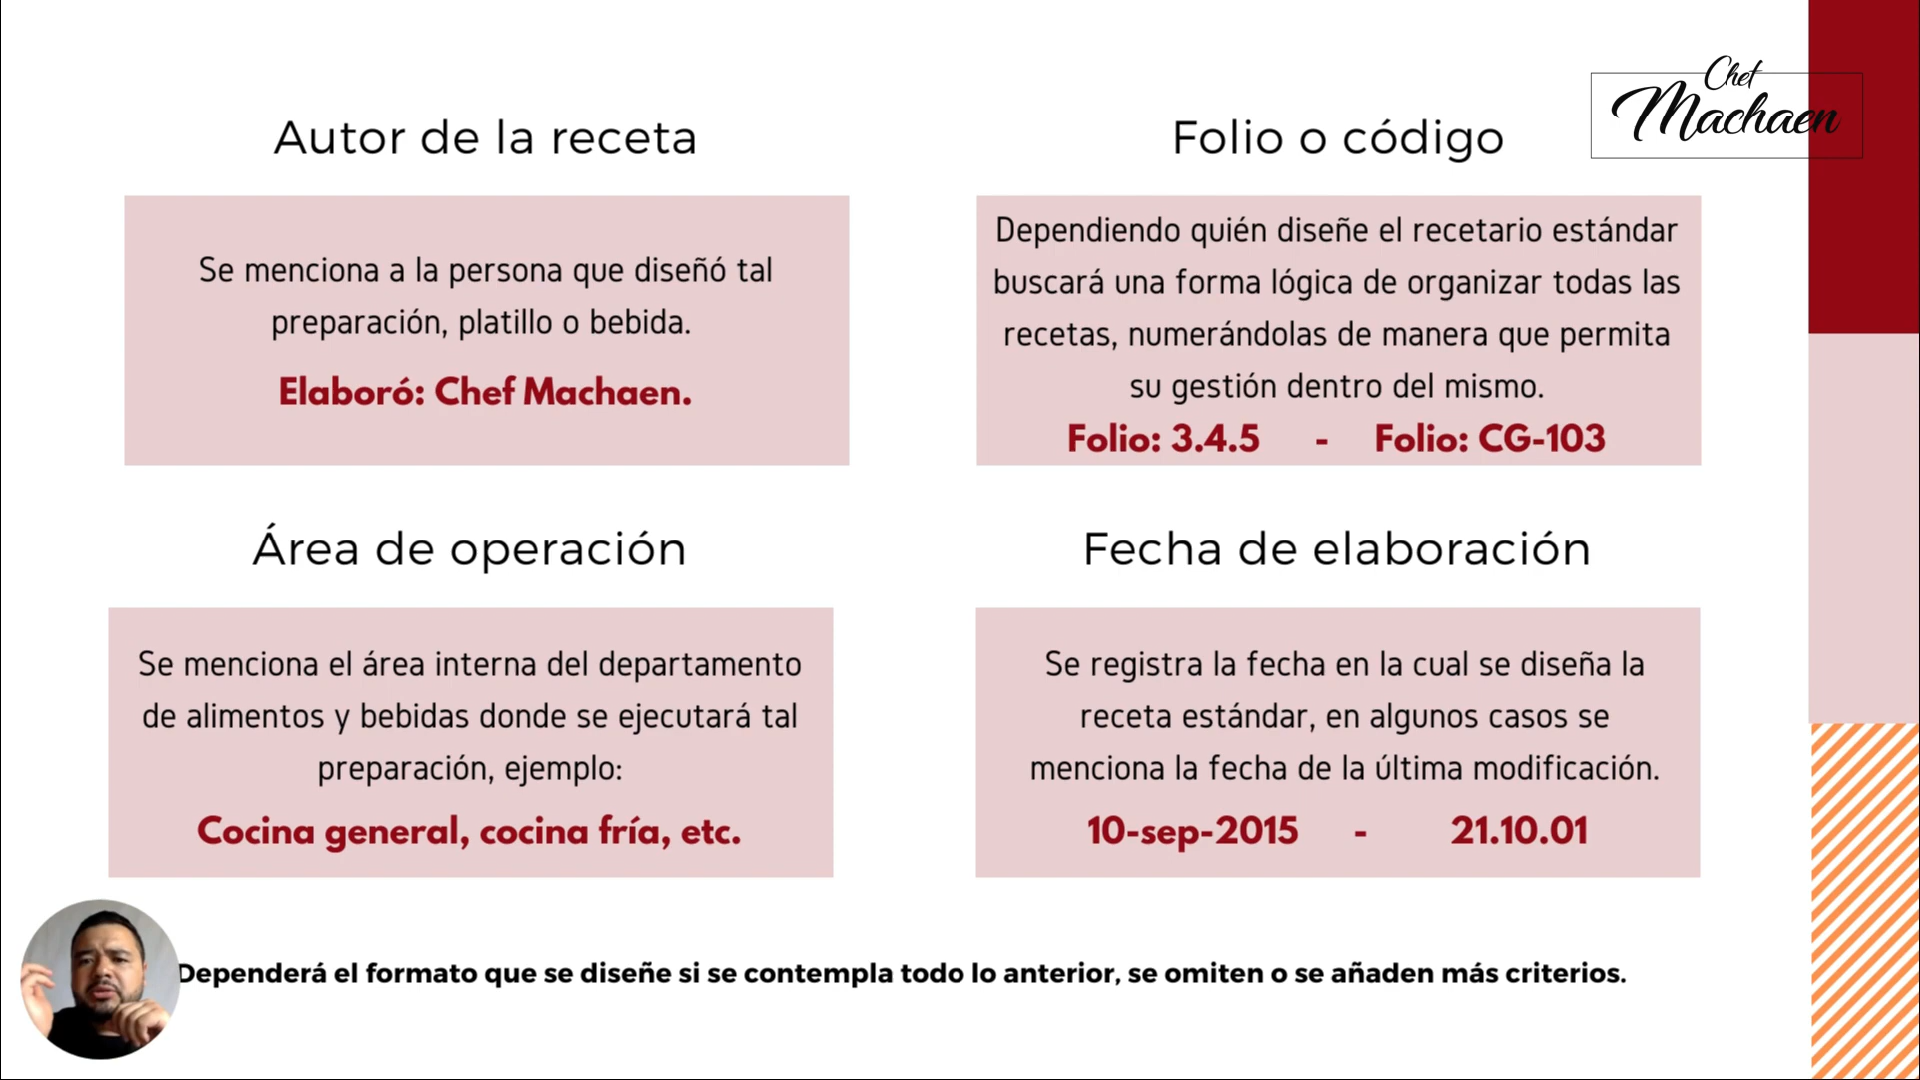 Chef
Machaen
Autor de la receta
Se menciona a la persona que diseñó tal
preparación, platillo o bebida.
Elaboró: Chef Machaen.
Folio o código
Dependiendo quién diseñe el recetario estándar
buscará una forma lógica de organizar todas las
recetas, numerándolas de manera que permita
su gestión dentro del mismo.
Folio: 3.4.5 - Folio: CG-103
Área de operación
Se menciona el área interna del departamento
de alimentos y bebidas donde se ejecutará tal
preparación, ejemplo:
Cocina general, cocina fría, etc.
Fecha de elaboración
Se registra la fecha en la cual se diseña la
receta estándar, en algunos casos se
menciona la fecha de la última modificación.
10-sep-2015 - 21.10.01
Dependerá el formato que se diseñe si se contempla todo lo anterior, se omiten o se añaden más criterios.